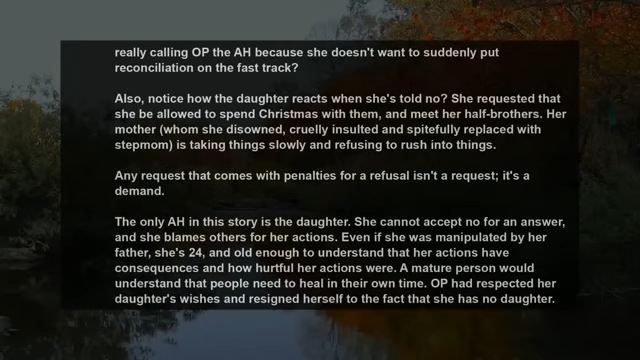 really calling OP the AH because she doesn't want to suddenly put
reconciliation on the fast track?
Also, notice how the daughter reacts when she's told no? She requested that
she be allowed to spend Christmas with them, and meet her half-brothers. Her
mother (whom she disowned, cruelly insulted and spitefully replaced with
stepmom) is taking things slowly and refusing to rush into things.
Any request that comes with penalties for a refusal isn't a request; it's a
demand.
The only AH in this story is the daughter. She cannot accept no for an answer,
and she blames others for her actions. Even if she was manipulated by her
father, she's 24, and old enough to understand that her actions have
consequences and how hurtful her actions were. A mature person would
understand that people need to heal in their own time. OP had respected her
daughter's wishes and resigned herself to the fact that she has no daughter.